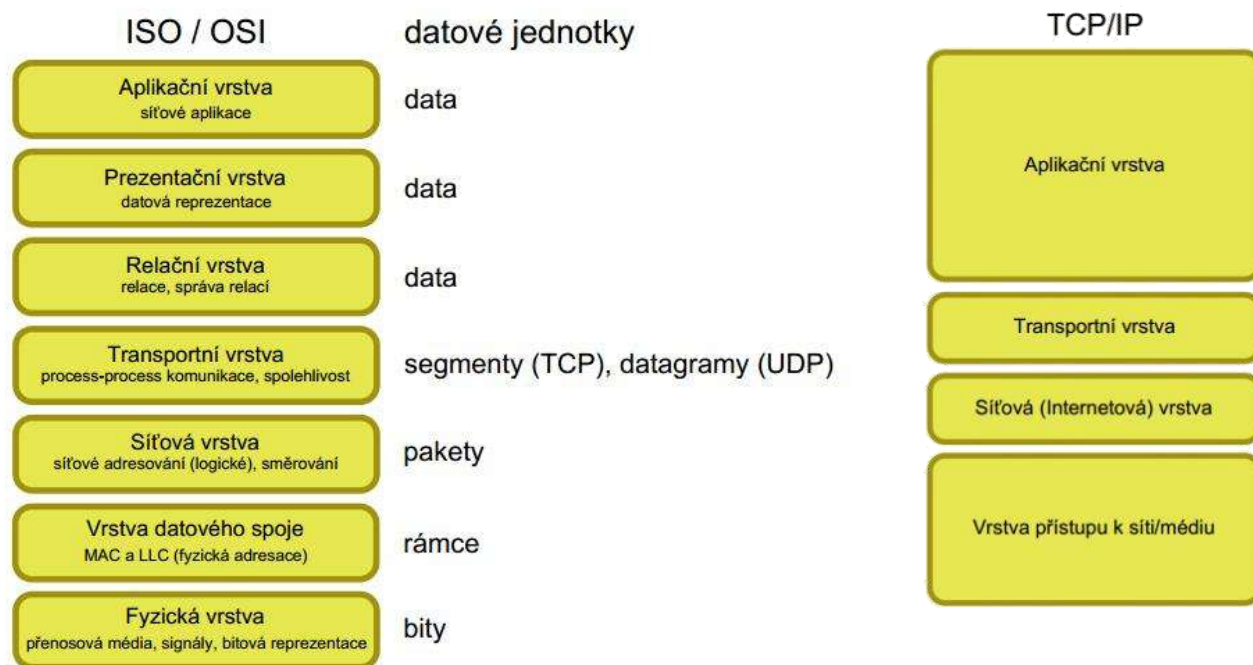 ISO / OSI
datové jednotky
TCP/IP
Aplikační vrstva
síťové aplikace
data
Prezentační vrstva
datová reprezentace
data
Relační vrstva
relace, správa relací
data
Transportní vrstva
process-process komunikace, spolehlivost
segmenty (TCP), datagramy (UDP)
Síťová vrstva
síťové adresování (logické), směrování
pakety
Vrstva datového spoje
MAC a LLC (fyzická adresace)
rámce
Fyzická vrstva
přenosová média, signály, bitová reprezentace
bity
Aplikační vrstva
Transportní vrstva
Síťová (Internetová) vrstva
Vrstva přístupu k síti/médiu